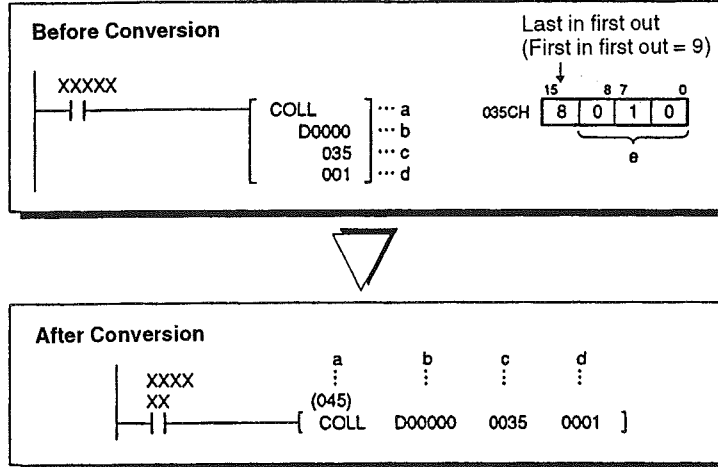 Before Conversion
Last in first out
(First in first out = 9)
XXXXX
15 8 7 0
COLL ··· a
035CH 8 0 1 0
D0000 ··· b
035 ··· c
e
001 ··· d
After Conversion
a b c d
XXXX
XX
(045)
COLL D00000 0035 0001 ]